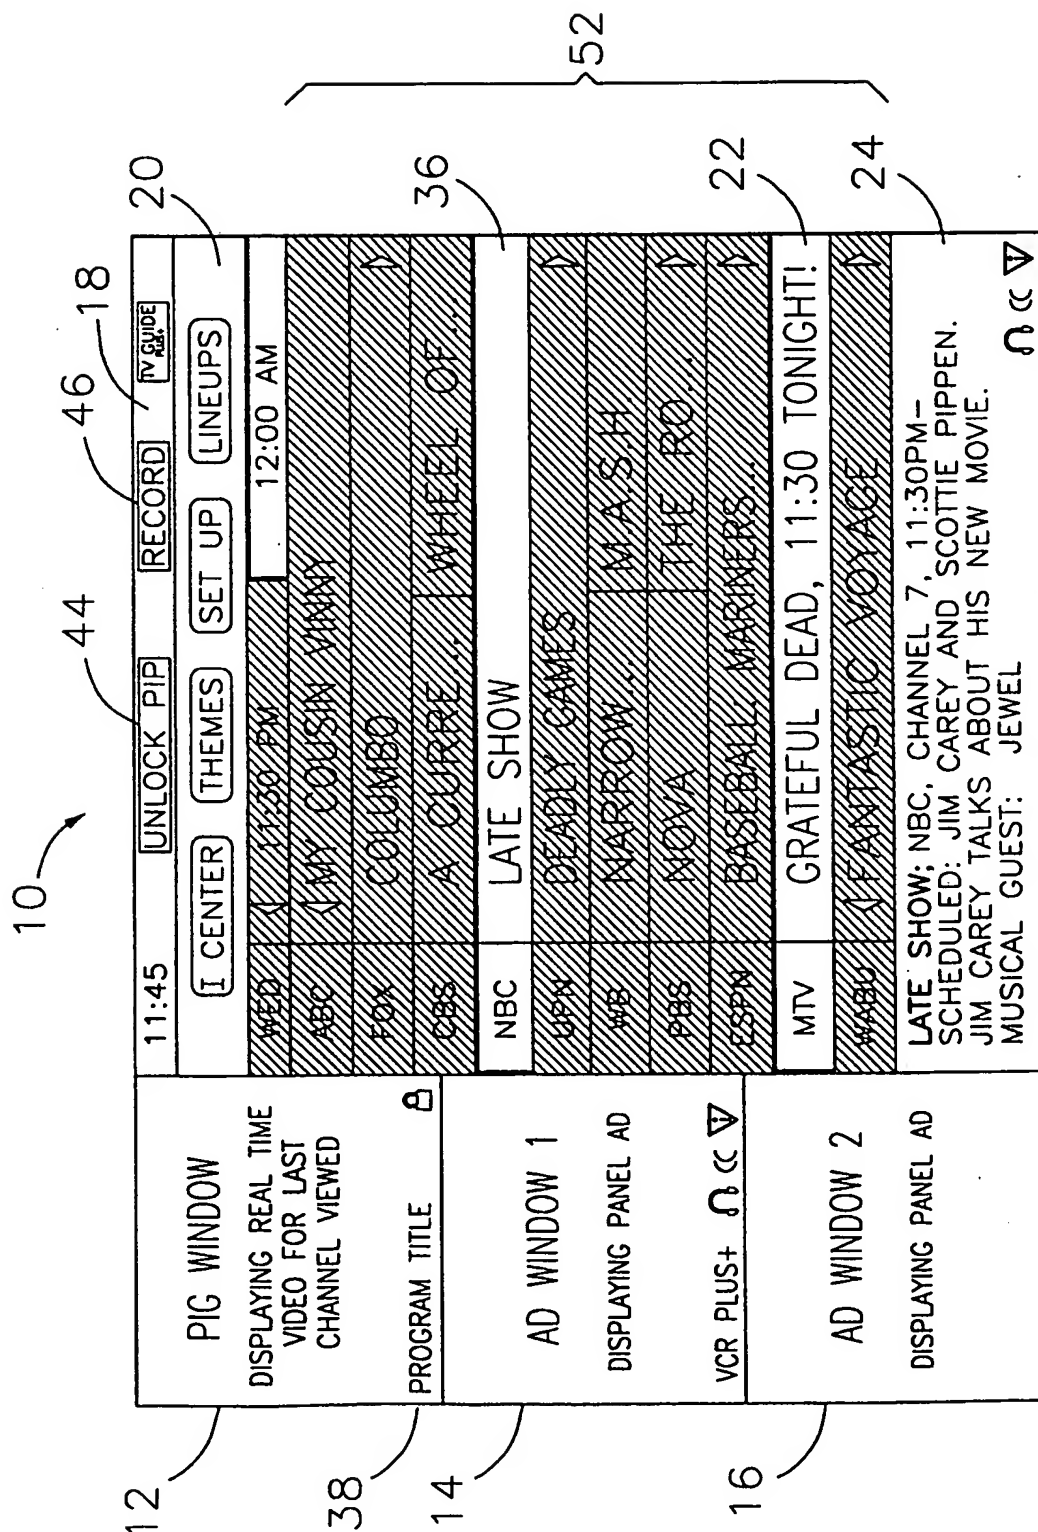 10
44
46
18
20
36
52
22
24
12
38
14
16
11:45 UNLOCK PIP RECORD TV GUIDE PLUS+
I CENTER THEMES SET UP LINEUPS
WED 11:30 PM 12:00 AM
ABC MY COUSIN VINNY
FOX COLUMBO
CBS A CURRE... WHEEL OF...
NBC LATE SHOW
UPN DEADLY GAMES
WB NARROW... M.A.S.H.
PBS NOVA THE RO...
ESPN BASEBALL, MARINERS...
MTV GRATEFUL DEAD, 11:30 TONIGHT!
WABU FANTASTIC VOYAGE
LATE SHOW; NBC, CHANNEL 7, 11:30PM-
SCHEDULED: JIM CAREY AND SCOTTIE PIPPEN.
JIM CAREY TALKS ABOUT HIS NEW MOVIE.
MUSICAL GUEST: JEWEL
CC
PIG WINDOW
DISPLAYING REAL TIME
VIDEO FOR LAST
CHANNEL VIEWED
PROGRAM TITLE
AD WINDOW 1
DISPLAYING PANEL AD
VCR PLUS+ CC
AD WINDOW 2
DISPLAYING PANEL AD